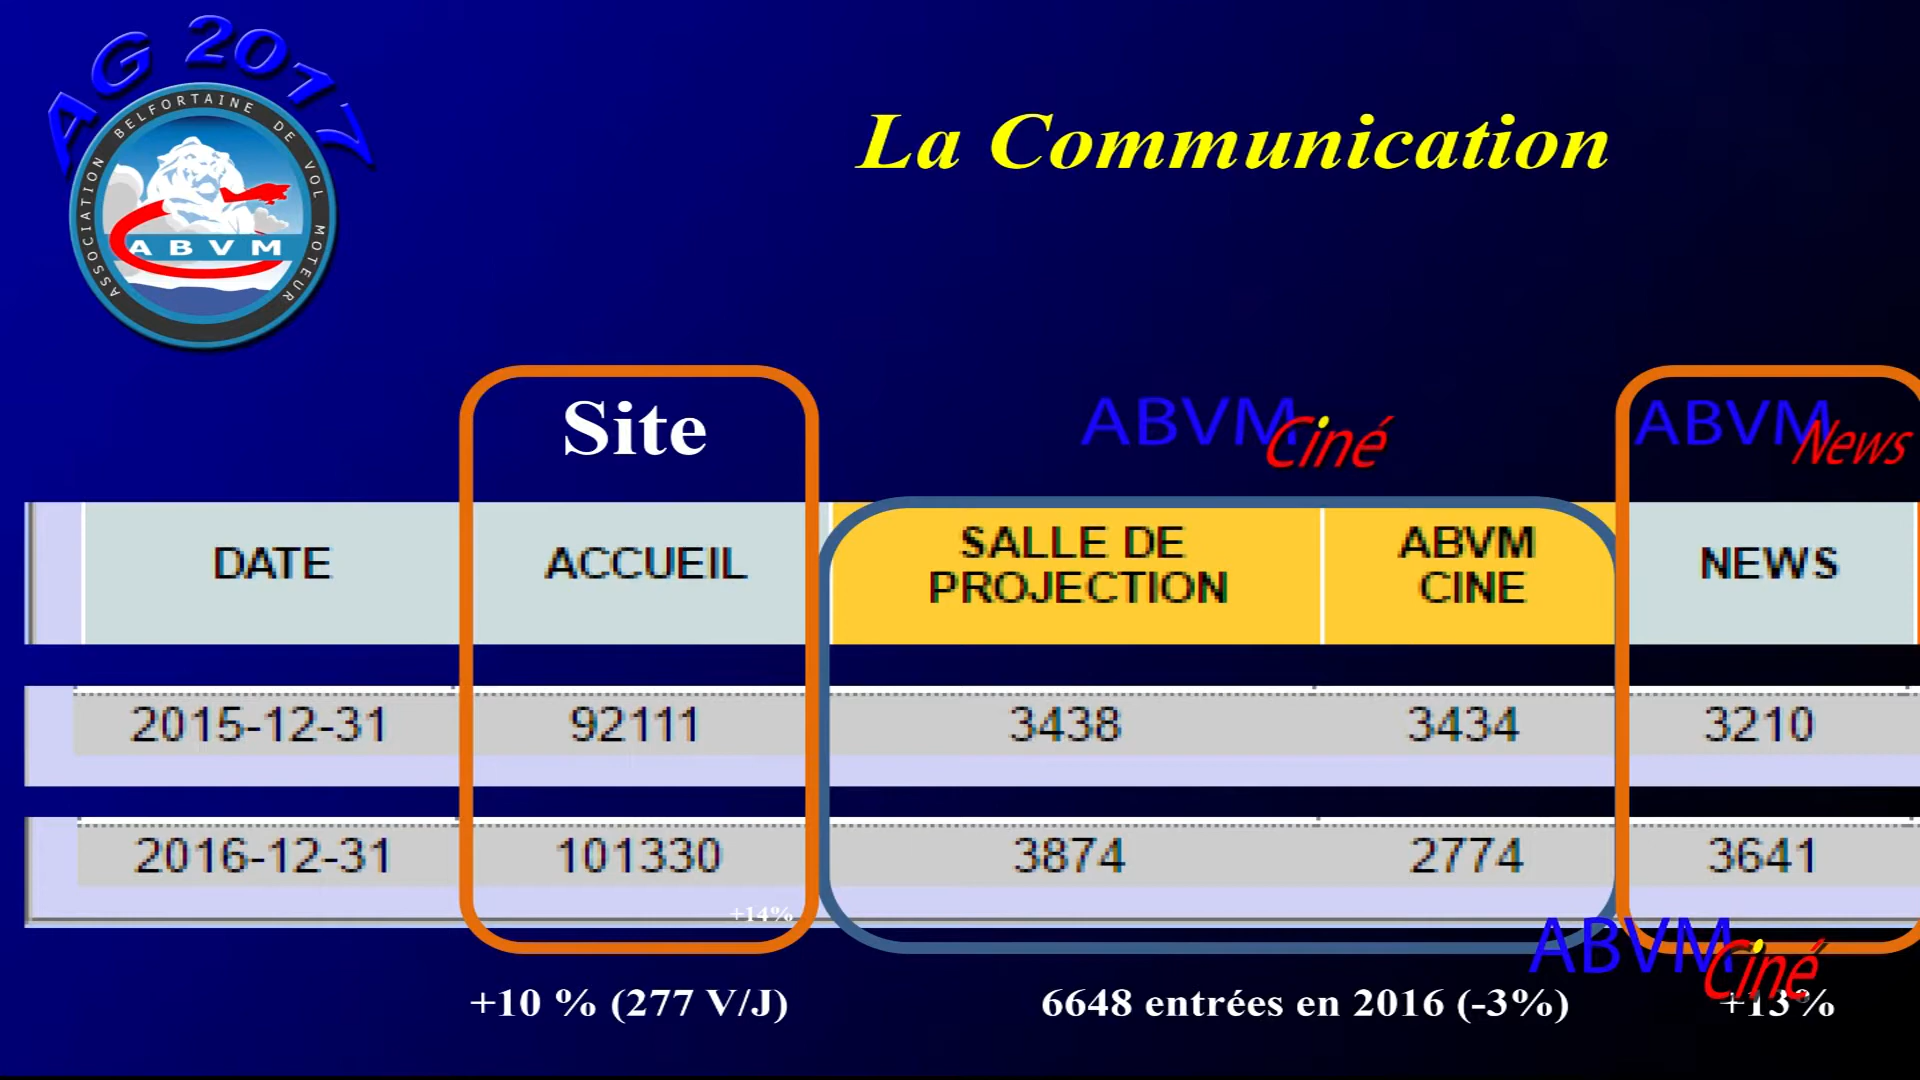 AG 2017
ASSOCIATION BELFORTAINE DE VOL MOTEUR
ABVM
La Communication
Site
ABVM Ciné
ABVM News
DATE
ACCUEIL
SALLE DE
PROJECTION
ABVM
CINE
NEWS
2015-12-31 92111 3438 3434 3210
2016-12-31 101330 3874 2774 3641
+14%
ABVM Ciné
+10 % (277 V/J)
6648 entrées en 2016 (-3%)
+13%